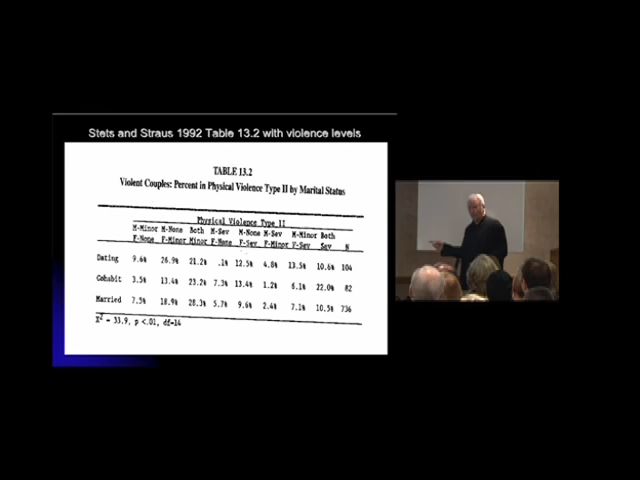 Stets and Straus 1992 Table 13.2 with violence levels
TABLE 13.2
Violent Couples: Percent in Physical Violence Type II by Marital Status
Physical Violence Type II
M-Minor M-None Both M-Sev M-None M-Sev M-Minor Both
F-None F-Minor Minor F-None F-Sev. F-Minor F-Sev. Sev N
Dating 9.6% 26.9% 21.2% .1% 12.5% 4.8% 13.5% 10.6% 104
Cohabit 3.5% 13.4% 23.2% 7.3% 13.4% 1.2% 6.1% 22.0% 82
Married 7.5% 18.9% 28.3% 5.7% 9.6% 2.4% 7.1% 10.5% 736
X² = 33.9, p <.01, df=14